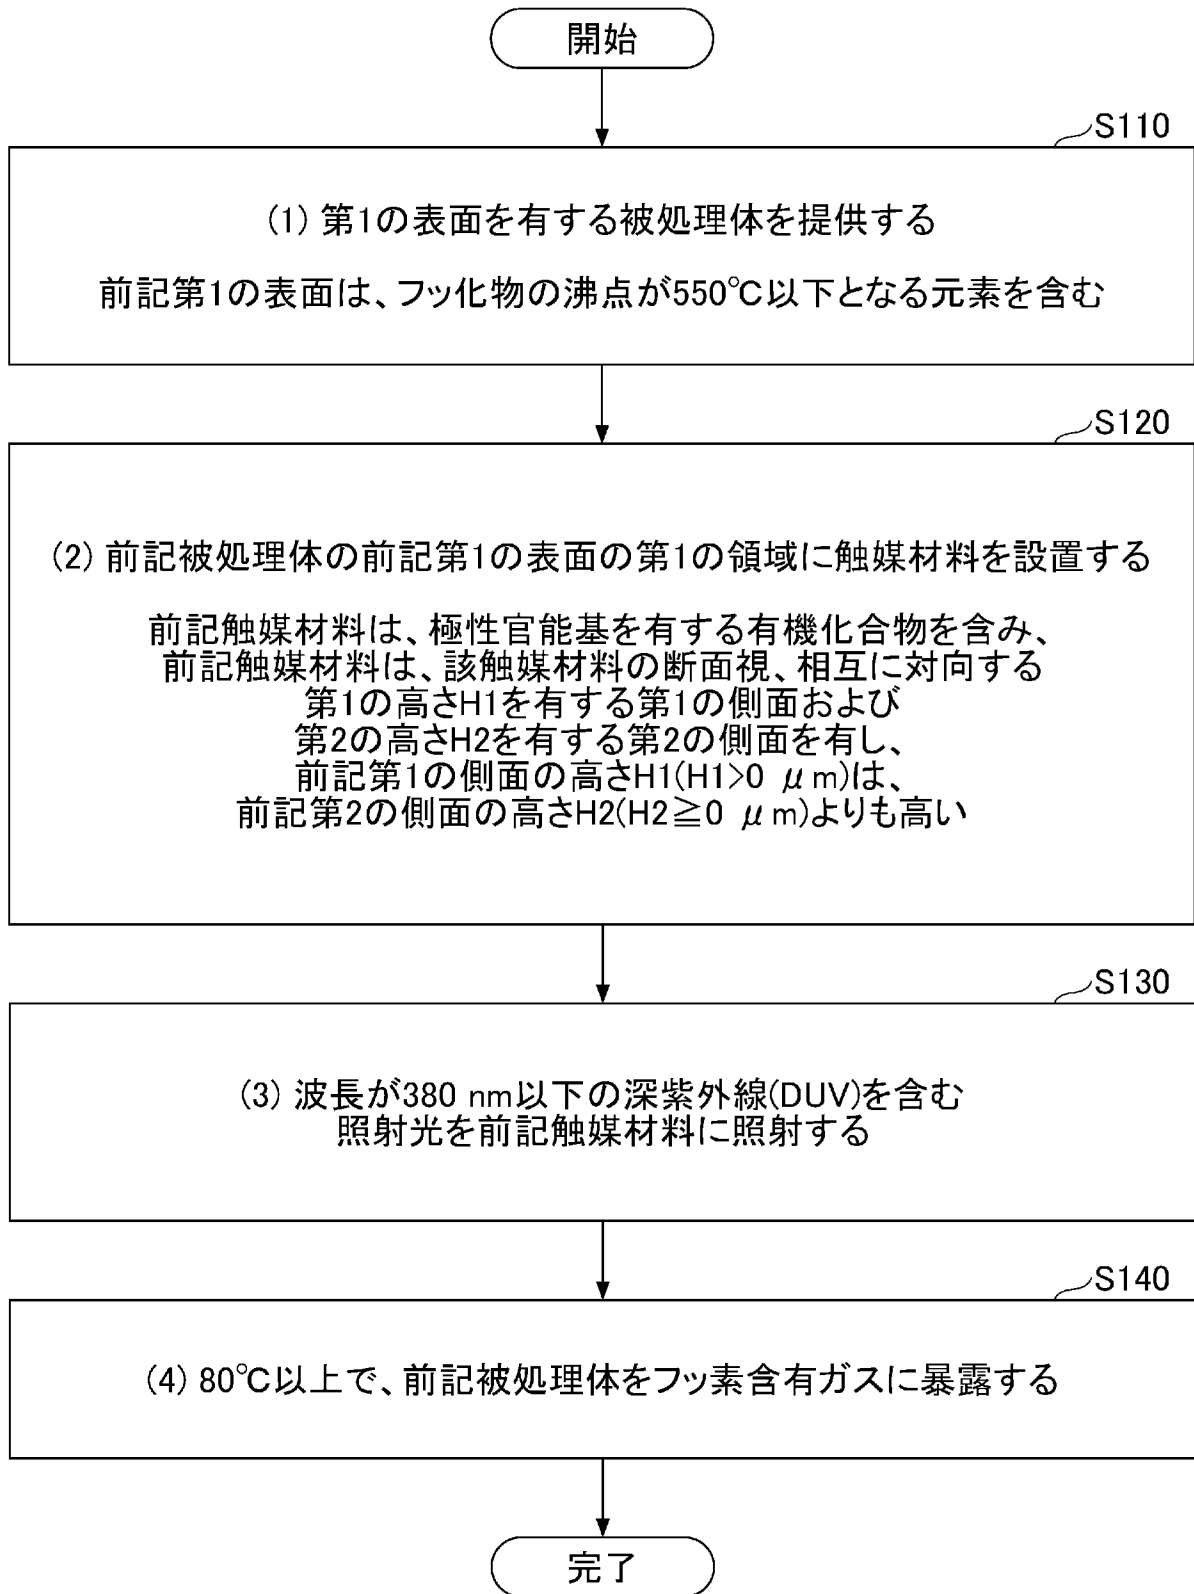 開始
S110
(1) 第1の表面を有する被処理体を提供する
前記第1の表面は、フッ化物の沸点が550℃以下となる元素を含む
S120
(2) 前記被処理体の前記第1の表面の第1の領域に触媒材料を設置する
前記触媒材料は、極性官能基を有する有機化合物を含み、
前記触媒材料は、該触媒材料の断面視、相互に対向する
第1の高さH1を有する第1の側面および
第2の高さH2を有する第2の側面を有し、
前記第1の側面の高さH1(H1>0 μm)は、
前記第2の側面の高さH2(H2≧0 μm)よりも高い
S130
(3) 波長が380 nm以下の深紫外線(DUV)を含む
照射光を前記触媒材料に照射する
S140
(4) 80℃以上で、前記被処理体をフッ素含有ガスに暴露する
完了